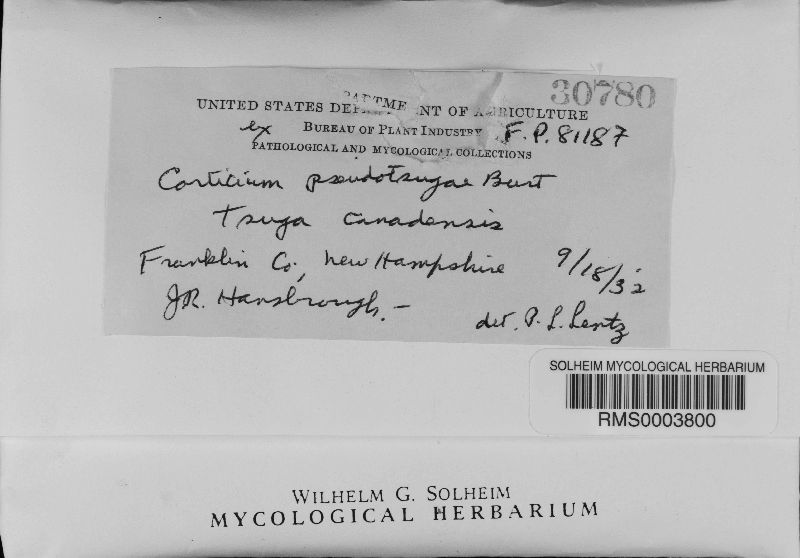 30780
UNITED STATES DEPARTMENT OF AGRICULTURE
ex BUREAU OF PLANT INDUSTRY F.P. 81187
PATHOLOGICAL AND MYCOLOGICAL COLLECTIONS
Corticium pseudotsugae Burt
Tsuga canadensis
Franklin Co., New Hampshire 9/18/32
J.R. Hansbrough. –
det. P. L. Lentz
SOLHEIM MYCOLOGICAL HERBARIUM
RMS0003800
WILHELM G. SOLHEIM
MYCOLOGICAL HERBARIUM